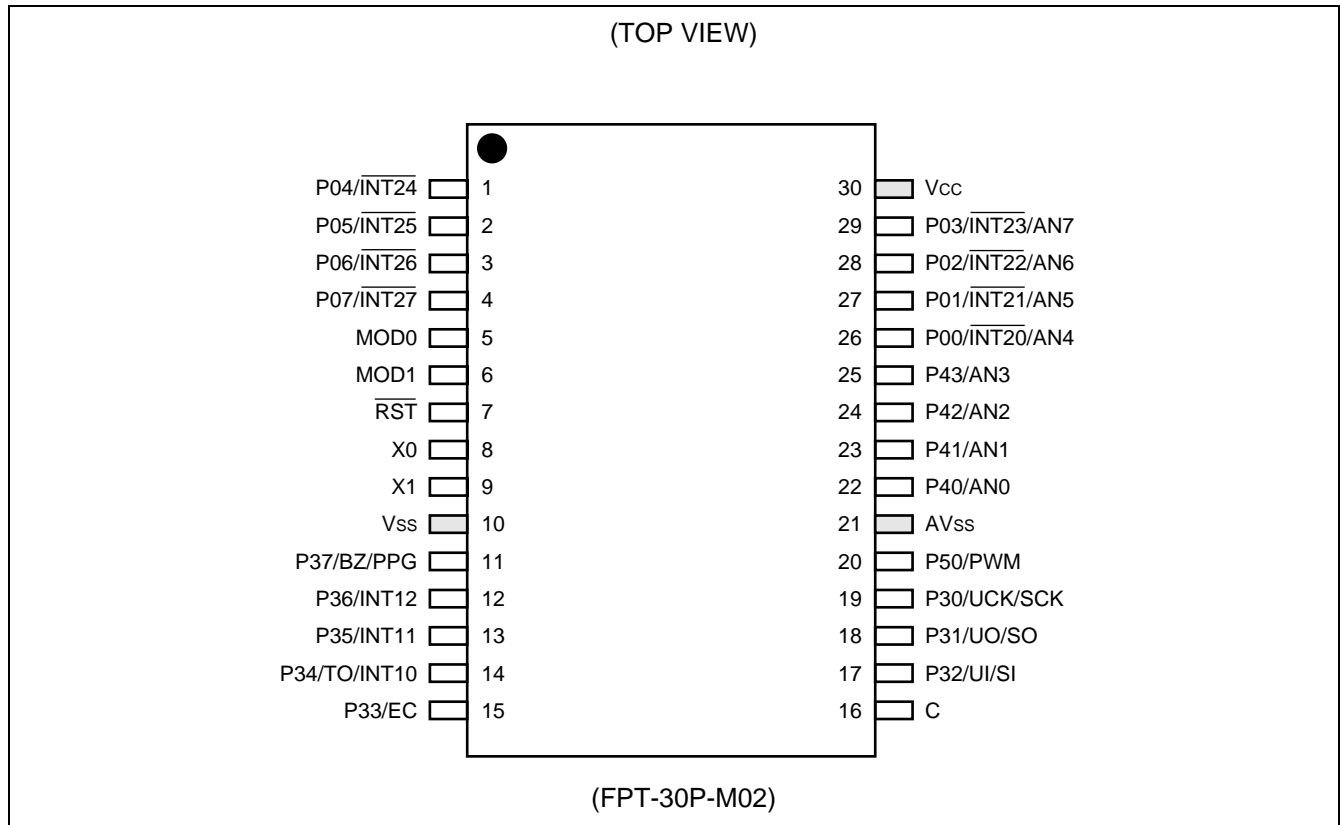 (TOP VIEW)
P04/INT24 1 30 Vcc
P05/INT25 2 29 P03/INT23/AN7
P06/INT26 3 28 P02/INT22/AN6
P07/INT27 4 27 P01/INT21/AN5
MOD0 5 26 P00/INT20/AN4
MOD1 6 25 P43/AN3
RST 7 24 P42/AN2
X0 8 23 P41/AN1
X1 9 22 P40/AN0
Vss 10 21 AVss
P37/BZ/PPG 11 20 P50/PWM
P36/INT12 12 19 P30/UCK/SCK
P35/INT11 13 18 P31/UO/SO
P34/TO/INT10 14 17 P32/UI/SI
P33/EC 15 16 C
(FPT-30P-M02)